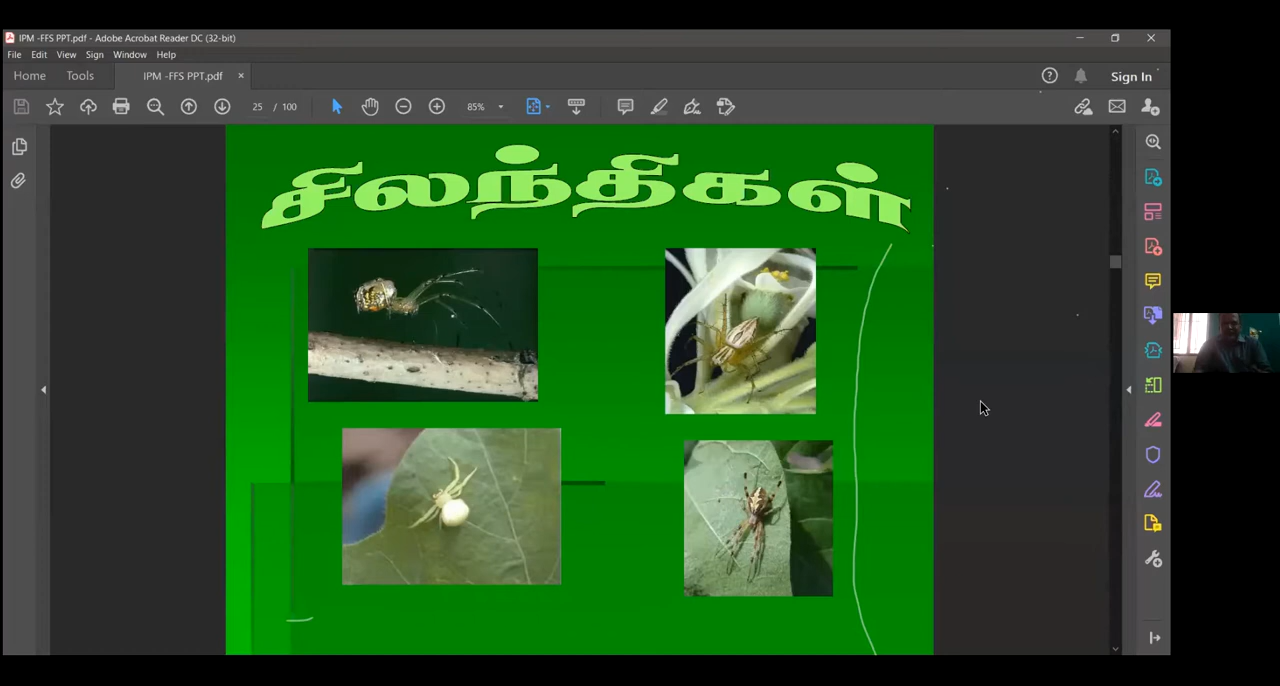 IPM -FFS PPT.pdf - Adobe Acrobat Reader DC (32-bit)
File Edit View Sign Window Help
Home Tools IPM -FFS PPT.pdf × Sign In
25 / 100 85%
சிலந்திகள்